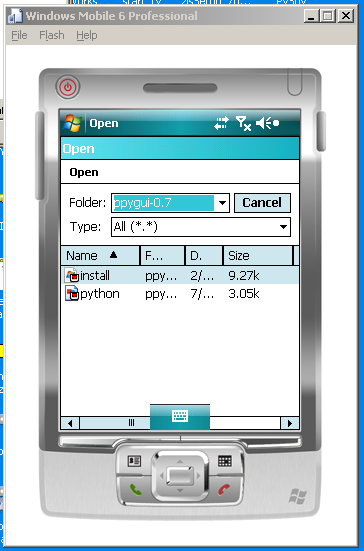 Windows Mobile 6 Professional
File Flash Help
Open
Open
Open
Folder: ppygui-0.7 Cancel
Type: All (*.*)
Name F... D. Size
install ppy... 2/... 9.27k
python ppy... 7/... 3.05k